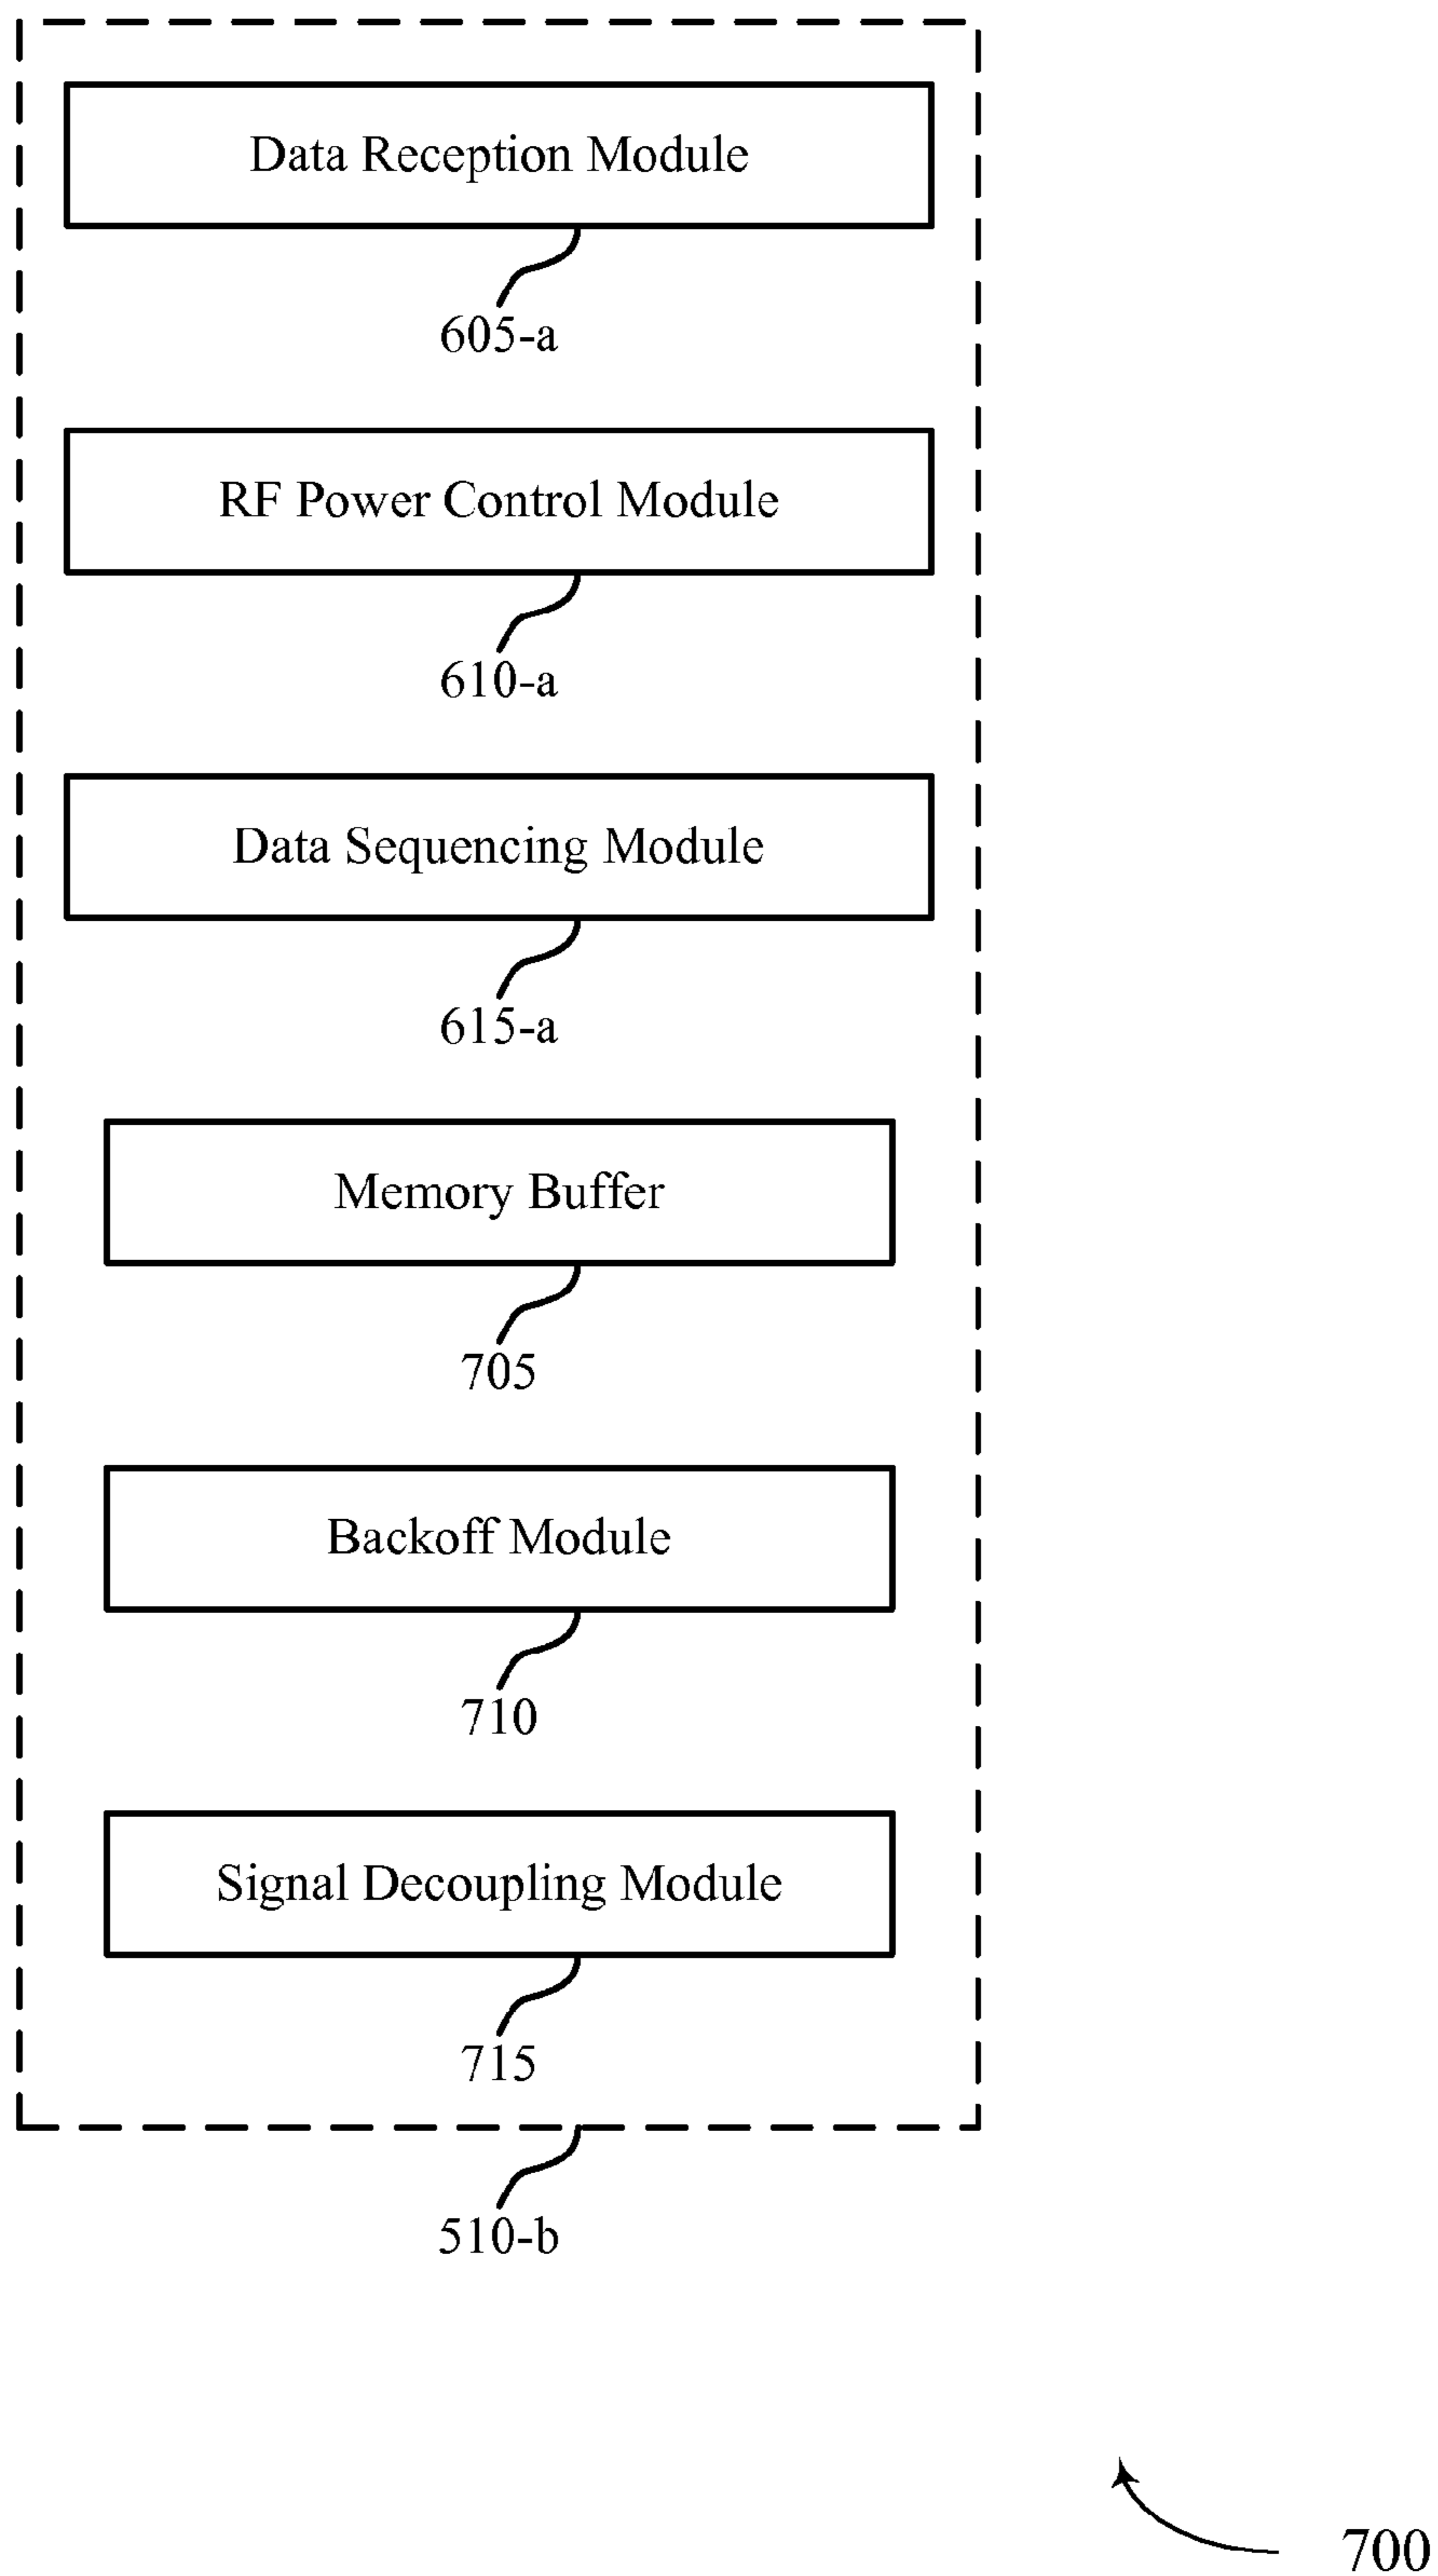 Data Reception Module
605-a
RF Power Control Module
610-a
Data Sequencing Module
615-a
Memory Buffer
705
Backoff Module
710
Signal Decoupling Module
715
510-b
700